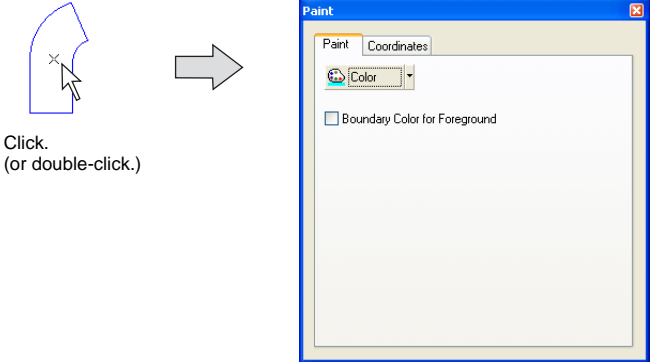 Click.
(or double-click.)
Paint
Paint Coordinates
Color
Boundary Color for Foreground